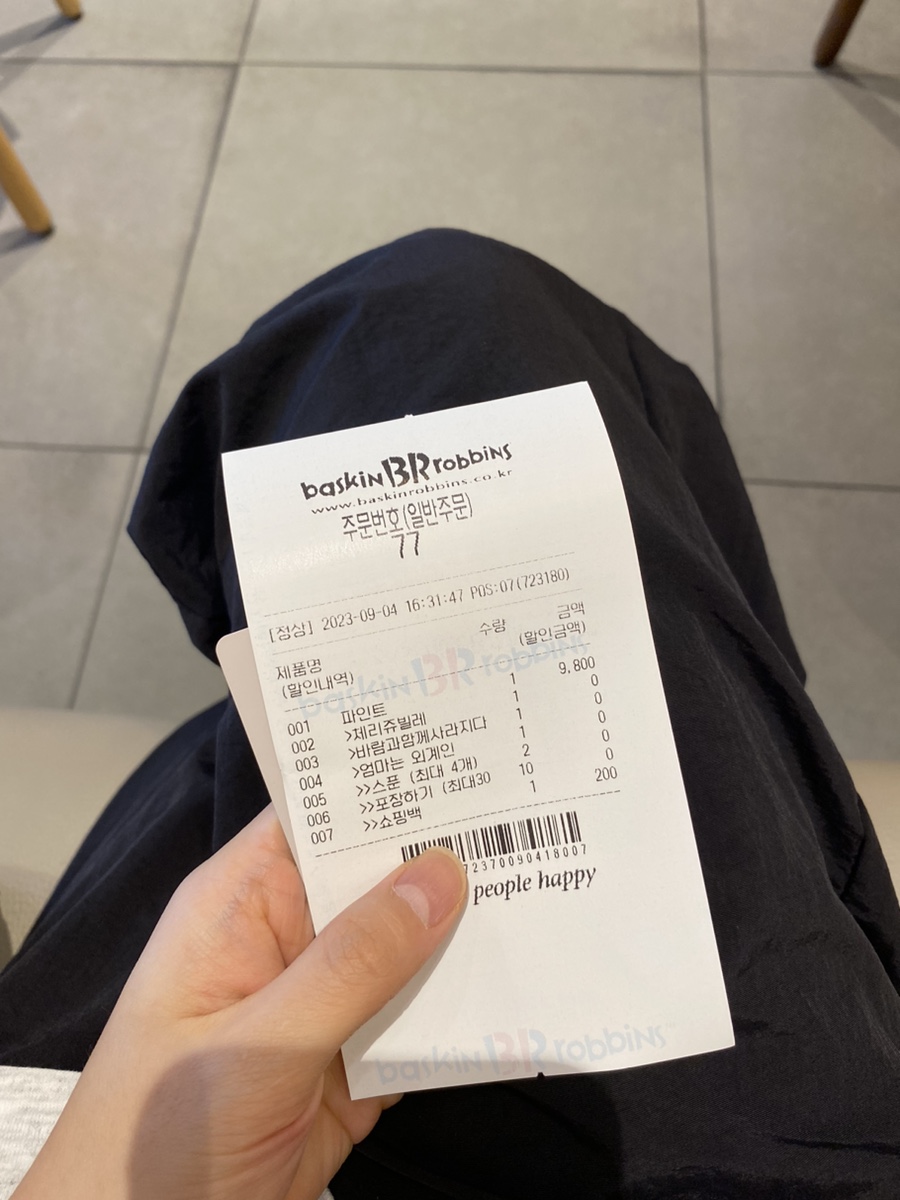 baskin BR robbins
www.baskinrobbins.co.kr
주문번호(일반주문)
77
[정상] 2023-09-04 16:31:47 POS:07(723180)
제품명 수량 금액
(할인내역) (할인금액)
001 파인트 1 9,800
002 >체리쥬빌레 1 0
003 >바람과함께사라지다 1 0
004 >엄마는 외계인 1 0
005 >>스푼 (최대 4개) 2 0
006 >>포장하기 (최대30 10 0
007 >>쇼핑백 1 200
72370090418007
people happy
baskin BR robbins
baskin BR robbins